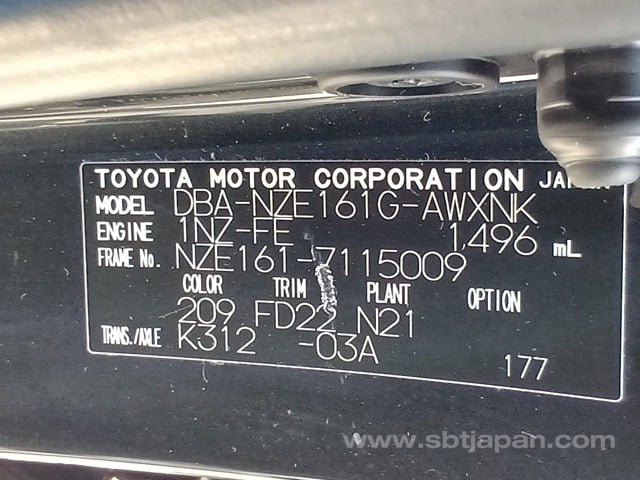 TOYOTA MOTOR CORPORATION JAPAN
MODEL DBA-NZE161G-AWXNK
ENGINE 1NZ-FE 1,496 mL
FRAME No. NZE161-7115009
COLOR TRIM PLANT OPTION
209 FD22 N21
TRANS./AXLE K312 -03A
177
www.sbtjapan.com